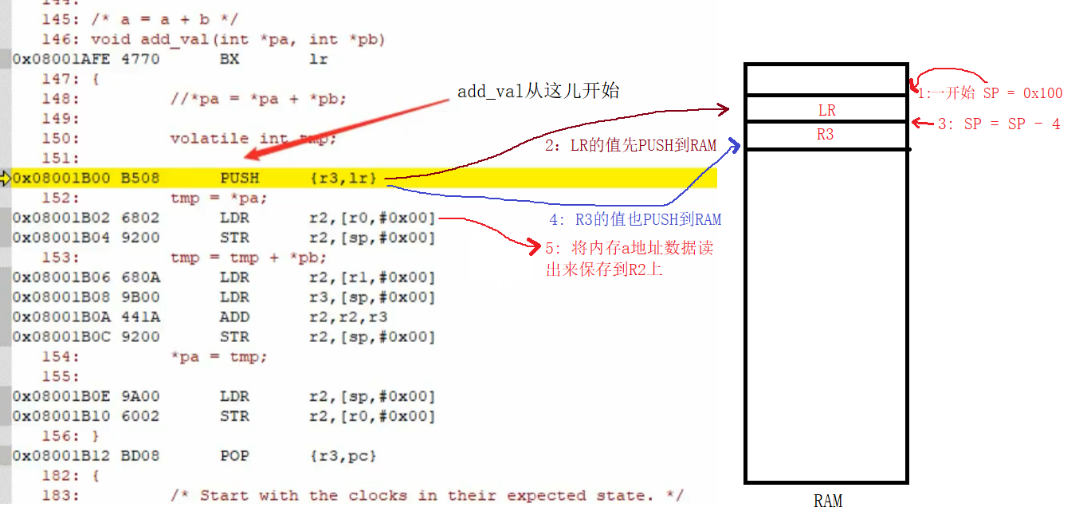 144:
145: /* a = a + b */
146: void add_val(int *pa, int *pb)
0x08001AFE 4770 BX lr
147: {
148: //*pa = *pa + *pb;
149:
150: volatile int tmp;
151:
0x08001B00 B508 PUSH {r3,lr}
152: tmp = *pa;
0x08001B02 6802 LDR r2,[r0,#0x00]
0x08001B04 9200 STR r2,[sp,#0x00]
153: tmp = tmp + *pb;
0x08001B06 680A LDR r2,[r1,#0x00]
0x08001B08 9B00 LDR r3,[sp,#0x00]
0x08001B0A 441A ADD r2,r2,r3
0x08001B0C 9200 STR r2,[sp,#0x00]
154: *pa = tmp;
155:
0x08001B0E 9A00 LDR r2,[sp,#0x00]
0x08001B10 6002 STR r2,[r0,#0x00]
156: }
0x08001B12 BD08 POP {r3,pc}
182: {
183: /* Start with the clocks in their expected state. */
add_val从这儿开始
2: LR的值先PUSH到RAM
4: R3的值也PUSH到RAM
5: 将内存a地址数据读
出来保存到R2上
1:一开始 SP = 0x100
LR
3: SP = SP - 4
R3
RAM